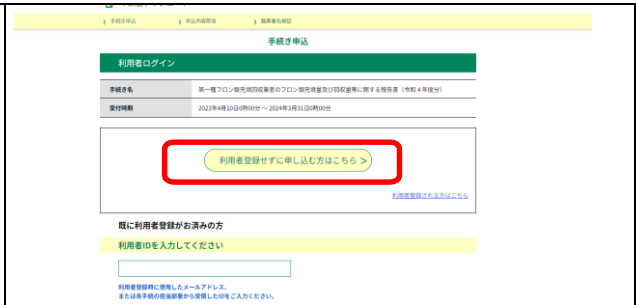 > 手続き申込 > 申込内容照会 > 職責署名検証
手続き申込
利用者ログイン
手続き名 第一種フロン類充塡回収業者のフロン類充塡量及び回収量等に関する報告書（令和４年度分）
受付時期 2023年4月10日0時00分 ～ 2024年3月31日0時00分
利用者登録せずに申し込む方はこちら >
利用者登録される方はこちら
既に利用者登録がお済みの方
利用者IDを入力してください
利用者登録時に使用したメールアドレス、
または各手続の担当部署から受領したIDをご入力ください。